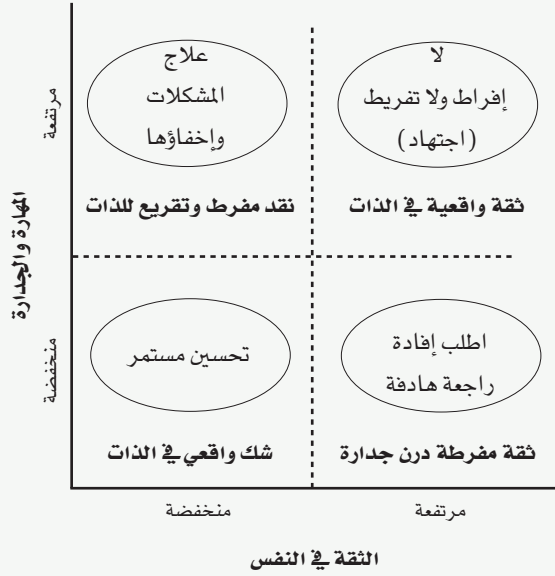 لا
إفراط ولا تفريط
(اجتهاد)
ثقة واقعية في الذات
علاج
المشكلات
وإخفاؤها
نقد مفرط وتقريع للذات
مرتفعة
المهارة والجدارة
اطلب إفادة
راجعة هادفة
ثقة مفرطة درن جدارة
تحسين مستمر
شك واقعي في الذات
منخفضة
مرتفعة
منخفضة
الثقة في النفس